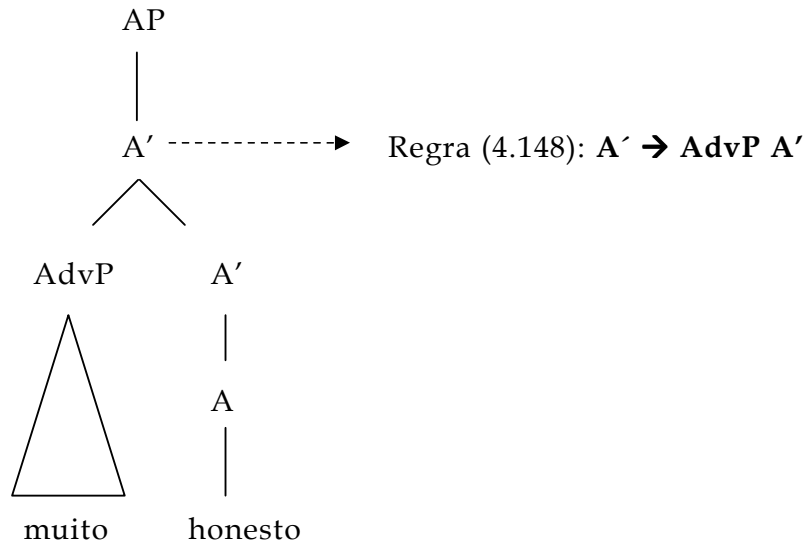 AP
A′ Regra (4.148): A´ → AdvP A’
AdvP A′
A
muito honesto